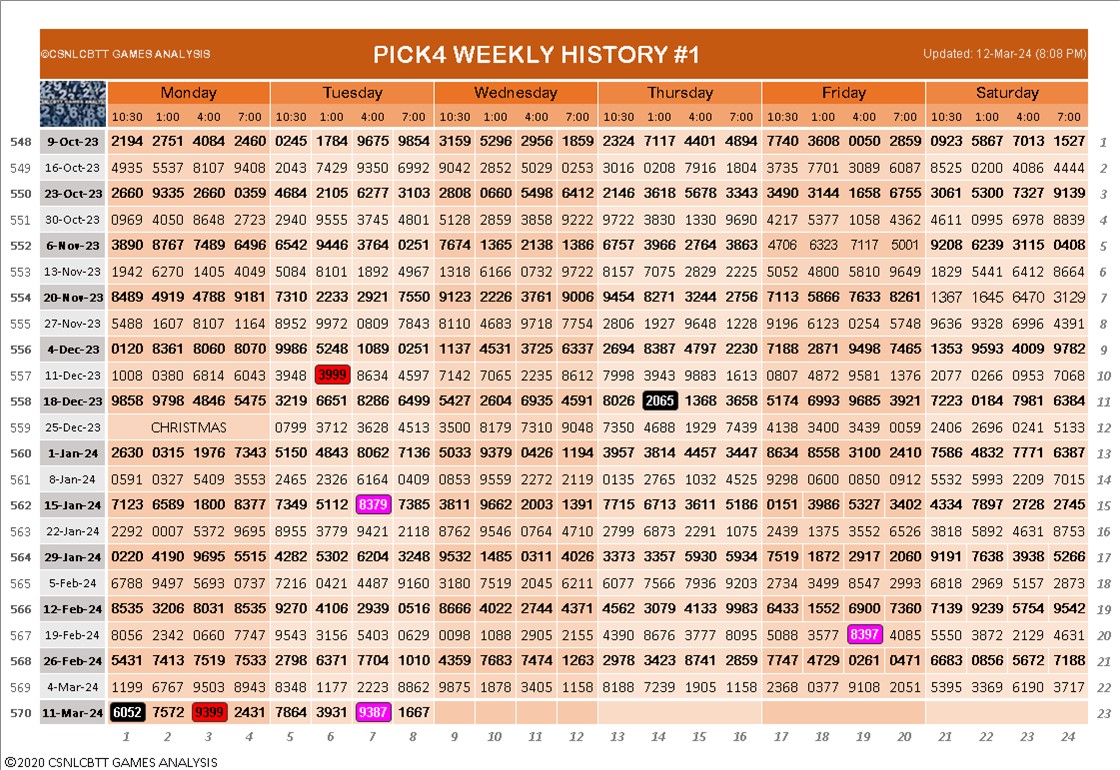 ©CSNLCBTT GAMES ANALYSIS PICK4 WEEKLY HISTORY #1 Updated: 12-Mar-24 (8:08 PM)
Monday Tuesday Wednesday Thursday Friday Saturday
10:30 1:00 4:00 7:00 10:30 1:00 4:00 7:00 10:30 1:00 4:00 7:00 10:30 1:00 4:00 7:00 10:30 1:00 4:00 7:00 10:30 1:00 4:00 7:00
548 9-Oct-23 2194 2751 4084 2460 0245 1784 9675 9854 3159 5296 2956 1859 2324 7117 4401 4894 7740 3608 0050 2859 0923 5867 7013 1527 1
549 16-Oct-23 4935 5537 8107 9408 2043 7429 9350 6992 9042 2852 5029 0253 3016 0208 7916 1804 3735 7701 3089 6087 8525 0200 4086 4444 2
550 23-Oct-23 2660 9335 2660 0359 4684 2105 6277 3103 2808 0660 5498 6412 2146 3618 5678 3343 3490 3144 1658 6755 3061 5300 7327 9139 3
551 30-Oct-23 0969 4050 8648 2723 2940 9555 3745 4801 5128 2859 3858 9222 9722 3830 1330 9690 4217 5377 1058 4362 4611 0995 6978 8839 4
552 6-Nov-23 3890 8767 7489 6496 6542 9446 3764 0251 7674 1365 2138 1386 6757 3966 2764 3863 4706 6323 7117 5001 9208 6239 3115 0408 5
553 13-Nov-23 1942 6270 1405 4049 5084 8101 1892 4967 1318 6166 0732 9722 8157 7075 2829 2225 5052 4800 5810 9649 1829 5441 6412 8664 6
554 20-Nov-23 8489 4919 4788 9181 7310 2233 2921 7550 9123 2226 3761 9006 9454 8271 3244 2756 7113 5866 7633 8261 1367 1645 6470 3129 7
555 27-Nov-23 5488 1607 8107 1164 8952 9972 0809 7843 8110 4683 9718 7754 2806 1927 9648 1228 9196 6123 0254 5748 9636 9328 6996 4391 8
556 4-Dec-23 0120 8361 8060 8070 9986 5248 1089 0251 1137 4531 3725 6337 2694 8387 4797 2230 7188 2871 9498 7465 1353 9593 4009 9782 9
557 11-Dec-23 1008 0380 6814 6043 3948 3999 8634 4597 7142 7065 2235 8612 7998 3943 9883 1613 0807 4872 9581 1376 2077 0266 0953 7068 10
558 18-Dec-23 9858 9798 4846 5475 3219 6651 8286 6499 5427 2604 6935 4591 8026 2065 1368 3658 5174 6993 9685 3921 7223 0184 7981 6384 11
559 25-Dec-23 CHRISTMAS 0799 3712 3628 4513 3500 8179 7310 9048 7350 4688 1929 7439 4138 3400 3439 0059 2406 2696 0241 5133 12
560 1-Jan-24 2630 0315 1976 7343 5150 4843 8062 7136 5033 9379 0426 1194 3957 3814 4457 3447 8634 8558 3100 2410 7586 4832 7771 6387 13
561 8-Jan-24 0591 0327 5409 3553 2465 2326 6164 0409 0853 9559 2272 2119 0135 2765 1032 4525 9298 0600 0850 0912 5532 5993 2209 7015 14
562 15-Jan-24 7123 6589 1800 8377 7349 5112 8379 7385 3811 9662 2003 1391 7715 6713 3611 5186 0151 3986 5327 3402 4334 7897 2728 2745 15
563 22-Jan-24 2292 0007 5372 9695 8955 3779 9421 2118 8762 9546 0764 4710 2799 6873 2291 1075 2439 1375 3552 6526 3818 5892 4631 8753 16
564 29-Jan-24 0220 4190 9695 5515 4282 5302 6204 3248 9532 1485 0311 4026 3373 3357 5930 5934 7519 1872 2917 2060 9191 7638 3938 5266 17
565 5-Feb-24 6788 9497 5693 0737 7216 0421 4487 9160 3180 7519 2045 6211 6077 7566 7936 9203 2734 3499 8547 2993 6818 2969 5157 2873 18
566 12-Feb-24 8535 3206 8031 8535 9270 4106 2939 0516 8666 4022 2744 4371 4562 3079 4133 9983 6433 1552 6900 7360 7139 9239 5754 9542 19
567 19-Feb-24 8056 2342 0660 7747 9543 3156 5403 0629 0098 1088 2905 2155 4390 8676 3777 8095 5088 3577 8397 4085 5550 3872 2129 4631 20
568 26-Feb-24 5431 7413 7519 7533 2798 6371 7704 1010 4359 7683 7474 1263 2978 3423 8741 2859 7747 4729 0261 0471 6683 0856 5672 7188 21
569 4-Mar-24 1199 6767 9503 8943 8348 1177 2223 8862 9875 1878 3405 1158 8188 7239 1905 1158 2368 0377 9108 2051 5395 3369 6190 3717 22
570 11-Mar-24 6052 7572 9399 2431 7864 3931 9387 1667 23
1 2 3 4 5 6 7 8 9 10 11 12 13 14 15 16 17 18 19 20 21 22 23 24
©2020 CSNLCBTT GAMES ANALYSIS